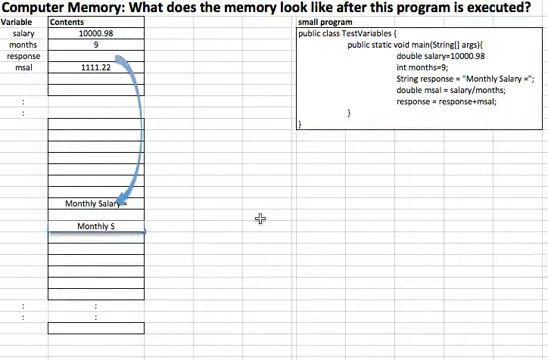 Computer Memory: What does the memory look like after this program is executed?
Variable Contents small program
salary 10000.98
months 9
response
msal 1111.22
:
:
Monthly Salary=
Monthly S
: :
: :
public class TestVariables {
public static void main(String[] args){
double salary=10000.98
int months=9;
String response = "Monthly Salary =";
double msal = salary/months;
response = response+msal;
}
}